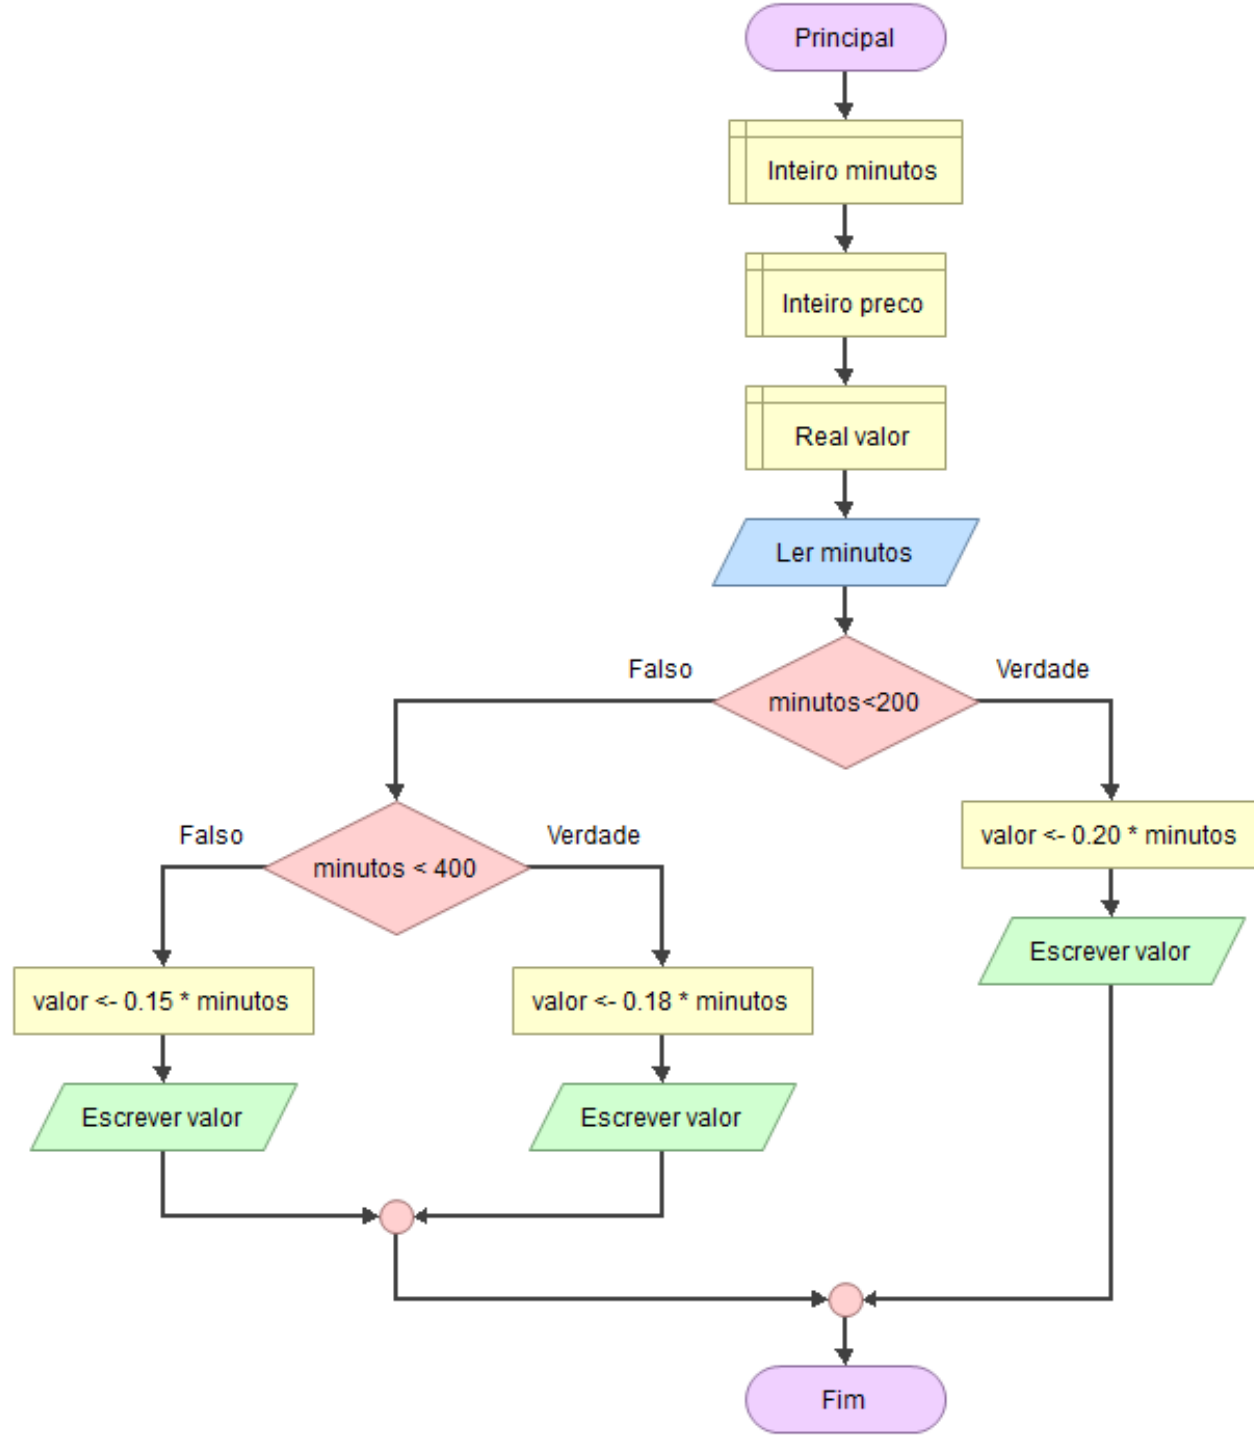 Principal
Inteiro minutos
Inteiro preco
Real valor
Ler minutos
Falso
Verdade
minutos<200
Falso
Verdade
minutos < 400
valor <- 0.20 * minutos
Escrever valor
valor <- 0.15 * minutos
valor <- 0.18 * minutos
Escrever valor
Escrever valor
Fim